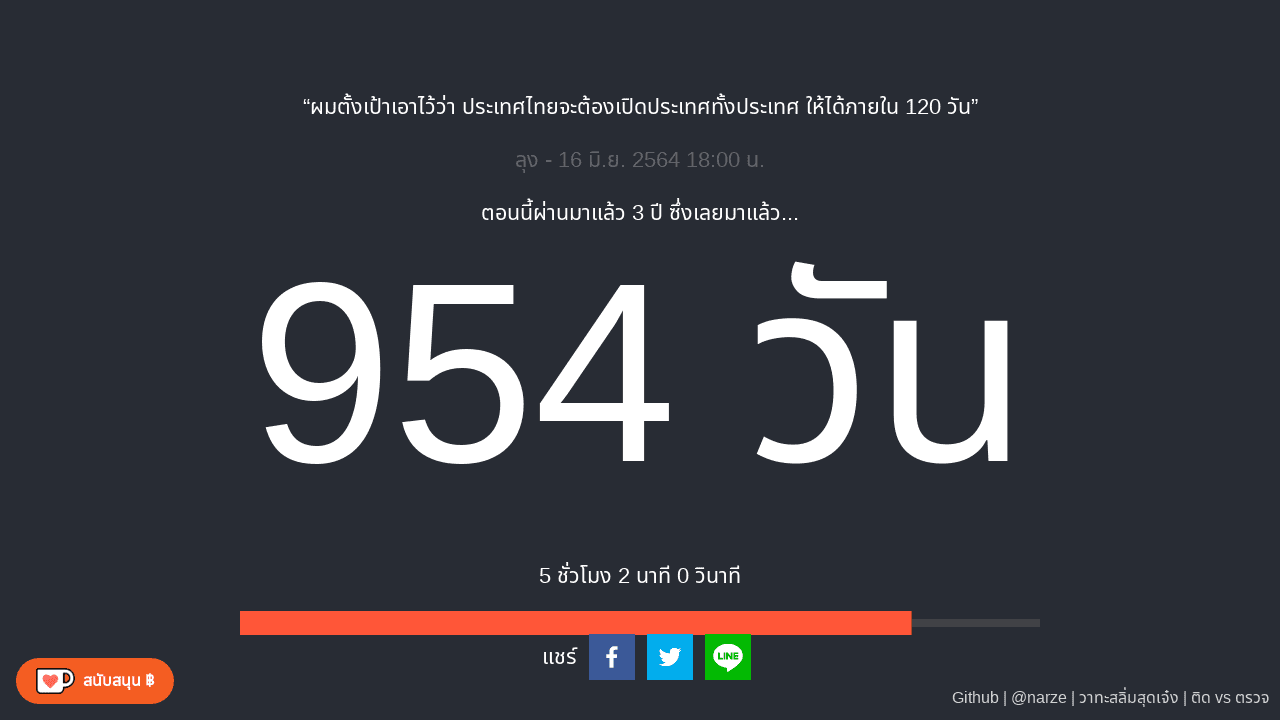 “ผมตั้งเป้าเอาไว้ว่า ประเทศไทยจะต้องเปิดประเทศทั้งประเทศ ให้ได้ภายใน 120 วัน”
ลุง - 16 มิ.ย. 2564 18:00 น.
ตอนนี้ผ่านมาแล้ว 3 ปี ซึ่งเลยมาแล้ว...
954 วัน
5 ชั่วโมง 2 นาที 0 วินาที
แชร์
LINE
สนับสนุน ฿
Github | @narze | วาทะสลิ่มสุดเจ๋ง | ติด vs ตรวจ